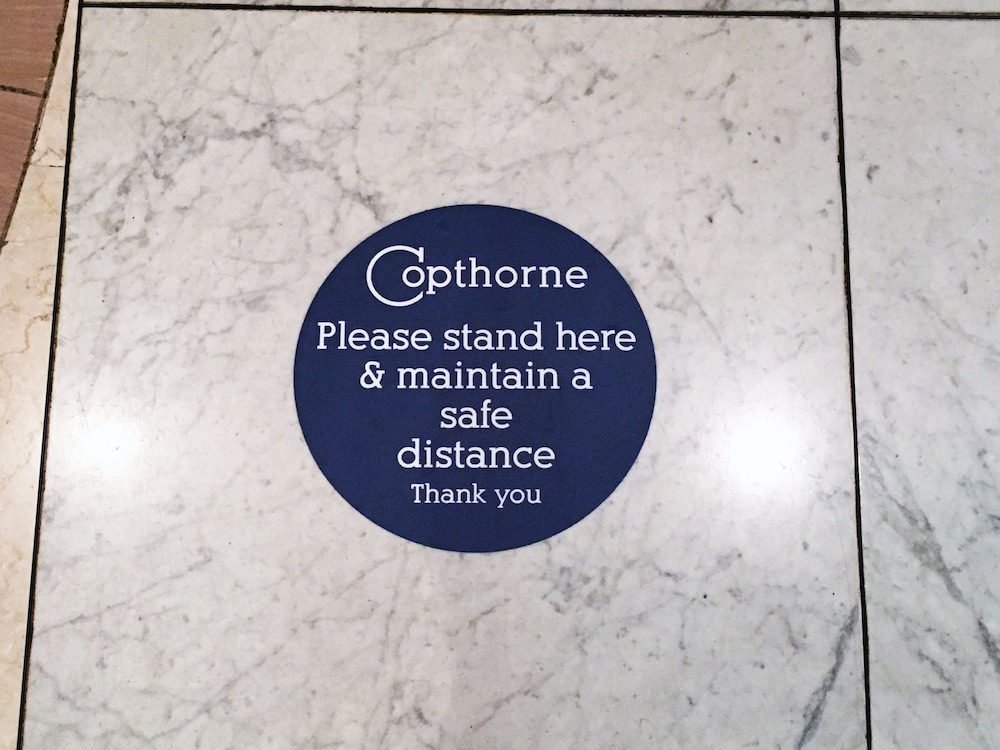 Copthorne
Please stand here
& maintain a
safe
distance
Thank you